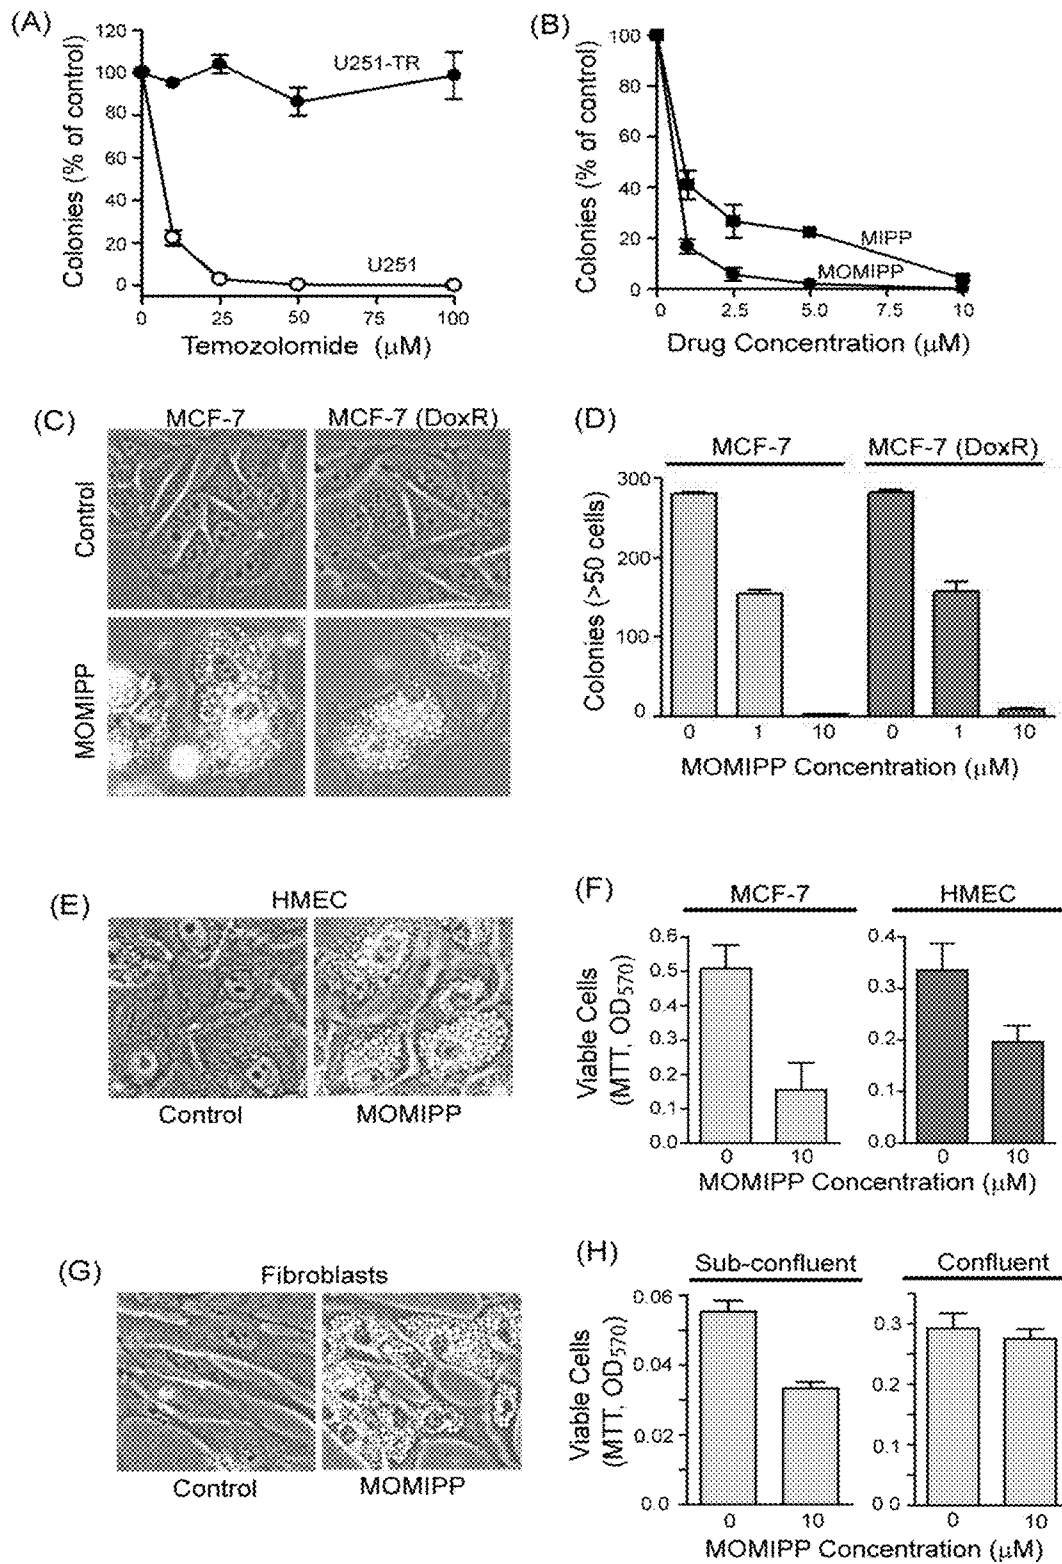 (A)
Colonies (% of control)
120
100
80
60
40
20
0
U251-TR
U251
0 25 50 75 100
Temozolomide (μM)
(B)
Colonies (% of control)
100
80
60
40
20
0
MIPP
MOMIPP
0 2.5 5.0 7.5 10
Drug Concentration (μM)
(C)
MCF-7 MCF-7 (DoxR)
Control
MOMIPP
(D)
MCF-7 MCF-7 (DoxR)
Colonies (>50 cells)
300
200
100
0
0 1 10 0 1 10
MOMIPP Concentration (μM)
(E)
HMEC
Control MOMIPP
(F)
MCF-7 HMEC
Viable Cells
(MTT, OD570)
0.6
0.5
0.4
0.3
0.2
0.1
0.0
0 10
0.4
0.3
0.2
0.1
0.0
0 10
MOMIPP Concentration (μM)
(G)
Fibroblasts
Control MOMIPP
(H)
Sub-confluent Confluent
Viable Cells
(MTT, OD570)
0.06
0.04
0.02
0.0
0 10
0.3
0.2
0.1
0.0
0 10
MOMIPP Concentration (μM)